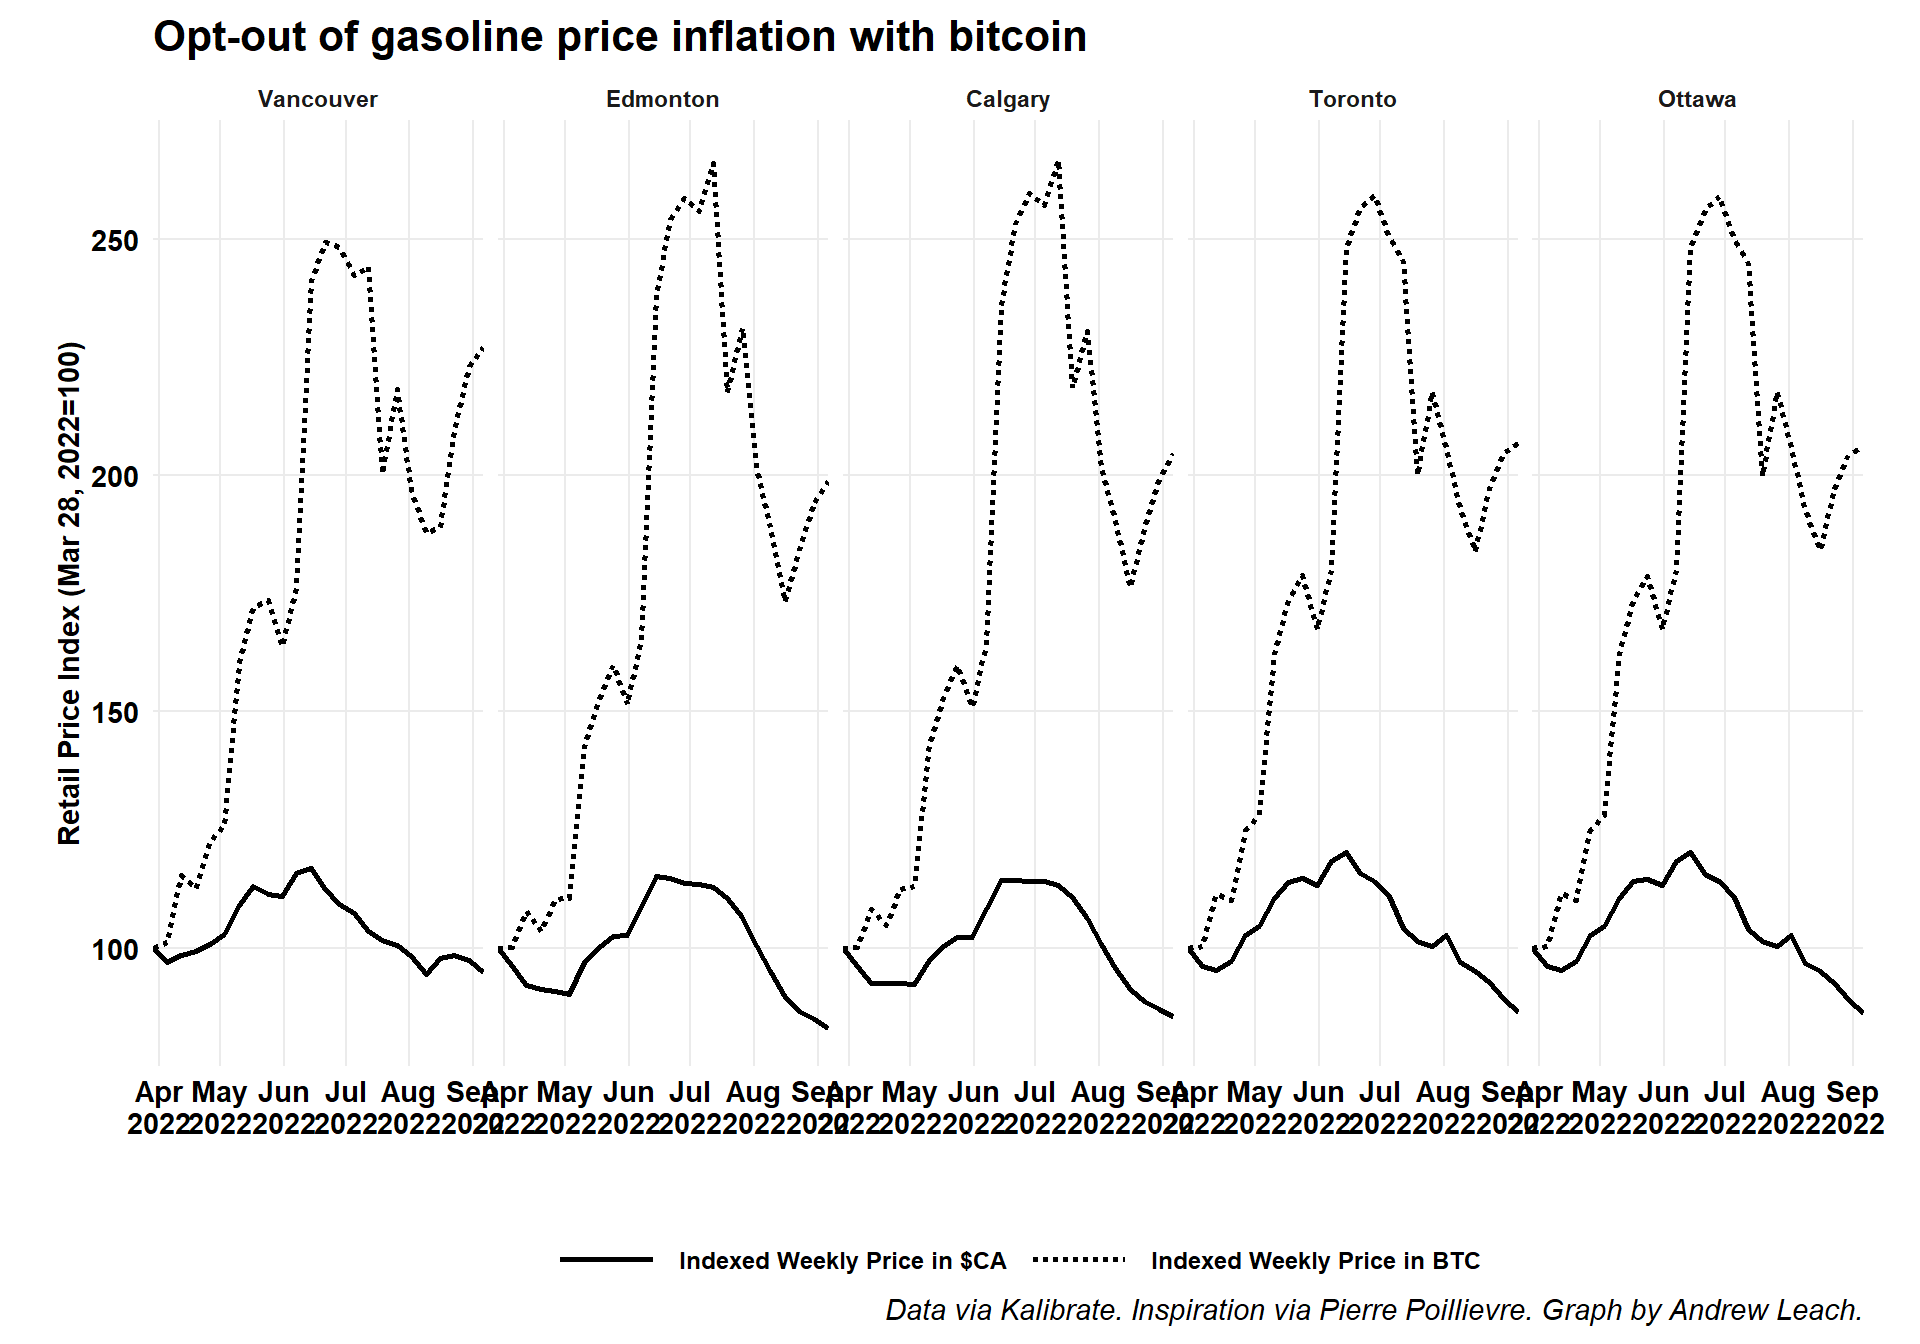 Opt-out of gasoline price inflation with bitcoin
Vancouver Edmonton Calgary Toronto Ottawa
Retail Price Index (Mar 28, 2022=100)
250
200
150
100
Apr May Jun Jul Aug Sep Apr May Jun Jul Aug Sep Apr May Jun Jul Aug Sep Apr May Jun Jul Aug Sep Apr May Jun Jul Aug Sep
2022 2022 2022 2022 2022 2022 2022 2022 2022 2022 2022 2022 2022 2022 2022 2022 2022 2022 2022 2022 2022 2022 2022 2022 2022 2022 2022 2022 2022 2022
Indexed Weekly Price in $CA Indexed Weekly Price in BTC
Data via Kalibrate. Inspiration via Pierre Poillievre. Graph by Andrew Leach.